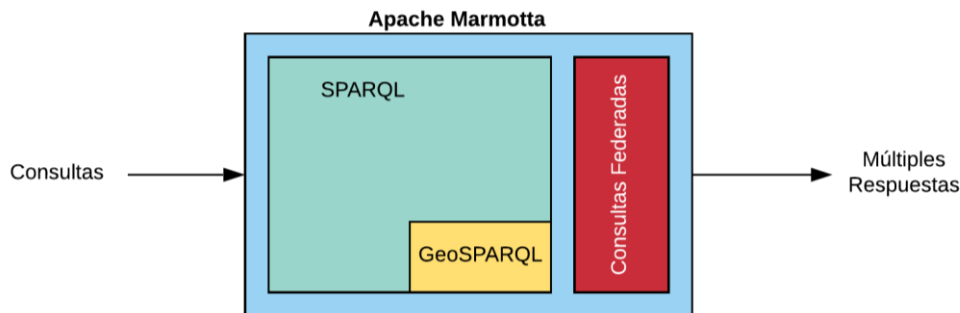 Apache Marmotta
SPARQL
Consultas Federadas
Consultas
Múltiples
Respuestas
GeoSPARQL